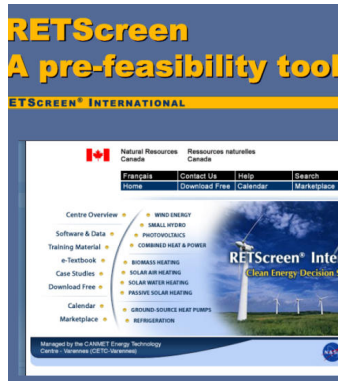 RETScreen
A pre-feasibility tool
ETSCREEN® INTERNATIONAL
Natural Resources Ressources naturelles
Canada Canada
Français Contact Us Help Search
Home Download Free Calendar Marketplace
Centre Overview
Software & Data
Training Material
e-Textbook
Case Studies
Download Free
Calendar
Marketplace
WIND ENERGY
SMALL HYDRO
PHOTOVOLTAICS
COMBINED HEAT & POWER
BIOMASS HEATING
SOLAR AIR HEATING
SOLAR WATER HEATING
PASSIVE SOLAR HEATING
GROUND-SOURCE HEAT PUMPS
REFRIGERATION
RETScreen® Inte
Clean Energy Decision S
Managed by the CANMET Energy Technology
Centre - Varennes (CETC-Varennes)
NAS